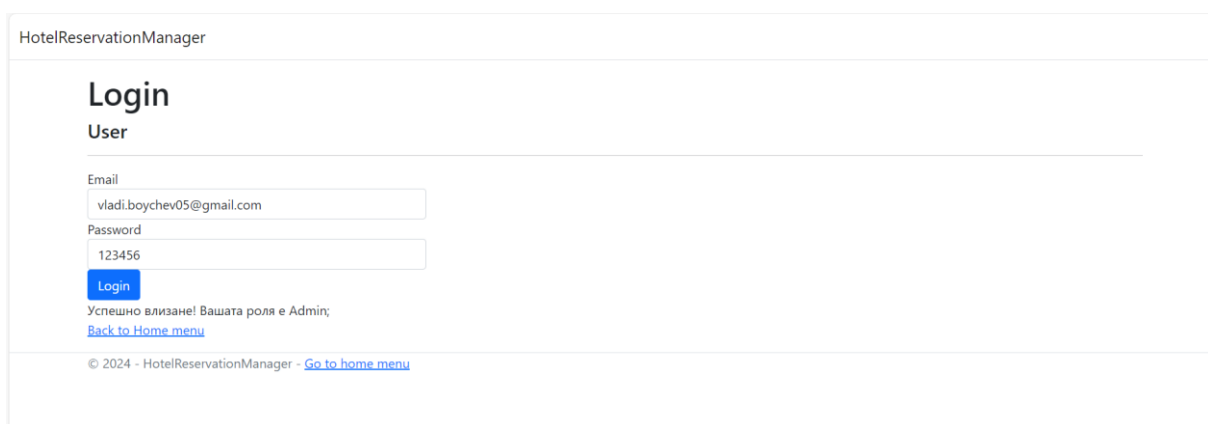 HotelReservationManager
Login
User
Email
vladi.boychev05@gmail.com
Password
123456
Login
Успешно влизане! Вашата роля е Admin;
Back to Home menu
© 2024 - HotelReservationManager - Go to home menu